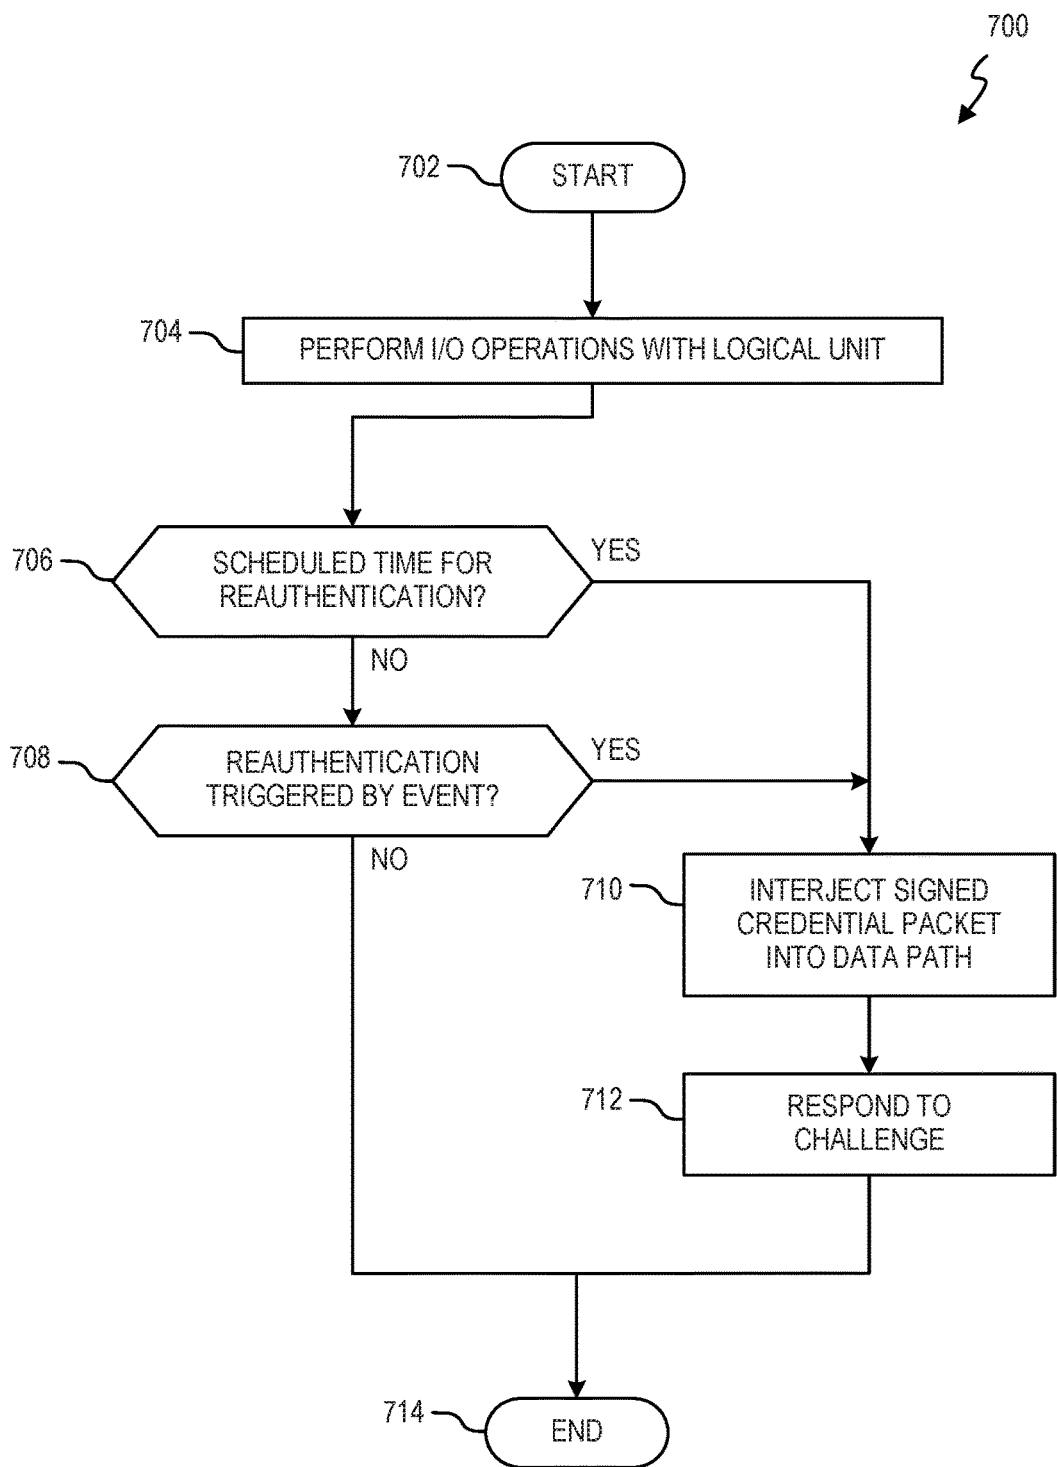 700
702
START
704
PERFORM I/O OPERATIONS WITH LOGICAL UNIT
706
SCHEDULED TIME FOR
REAUTHENTICATION?
YES
NO
708
REAUTHENTICATION
TRIGGERED BY EVENT?
YES
NO
710
INTERJECT SIGNED
CREDENTIAL PACKET
INTO DATA PATH
712
RESPOND TO
CHALLENGE
714
END